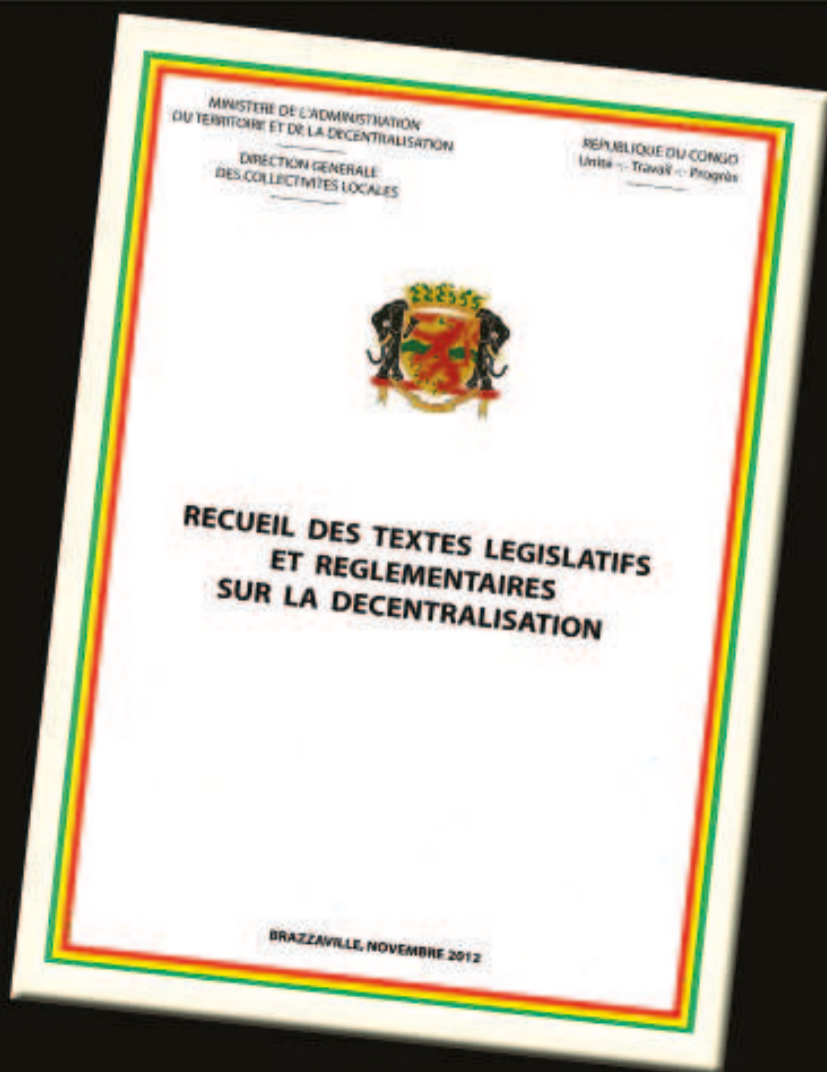 MINISTERE DE L'ADMINISTRATION
DU TERRITOIRE ET DE LA DECENTRALISATION
DIRECTION GENERALE
DES COLLECTIVITES LOCALES
REPUBLIQUE DU CONGO
Unité -:- Travail -:- Progrès
RECUEIL DES TEXTES LEGISLATIFS
ET REGLEMENTAIRES
SUR LA DECENTRALISATION
BRAZZAVILLE, NOVEMBRE 2012